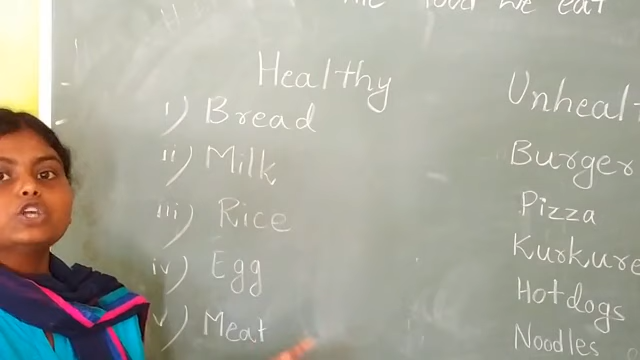 The food we eat
Healthy
i) Bread
ii) Milk
iii) Rice
iv) Egg
v) Meat
Unhealt
Burger
Pizza
Kurkure
Hotdogs
Noodles